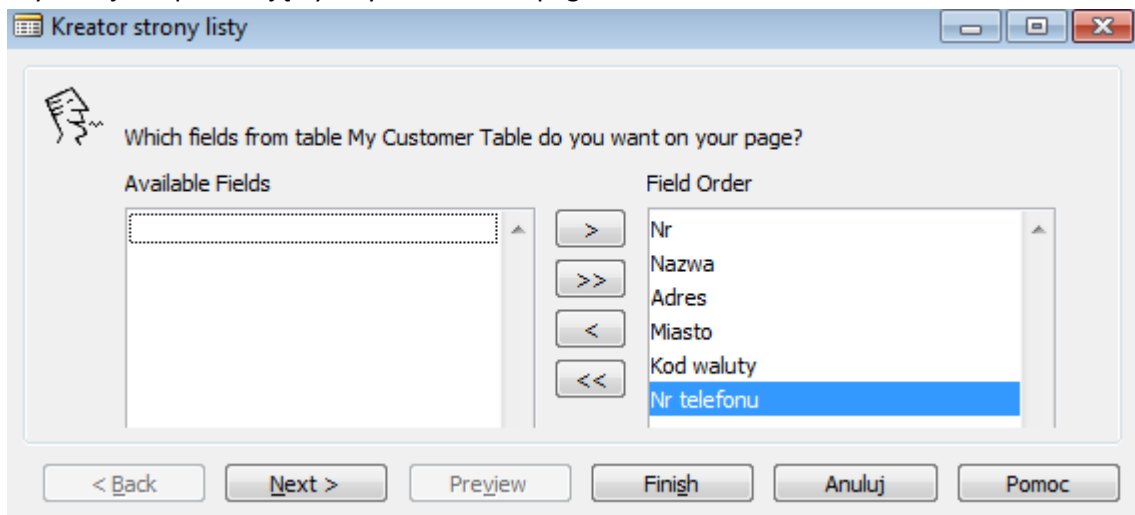 Kreator strony listy
Which fields from table My Customer Table do you want on your page?
Available Fields
Field Order
>
>>
<
<<
Nr
Nazwa
Adres
Miasto
Kod waluty
Nr telefonu
< Back
Next >
Preview
Finish
Anuluj
Pomoc